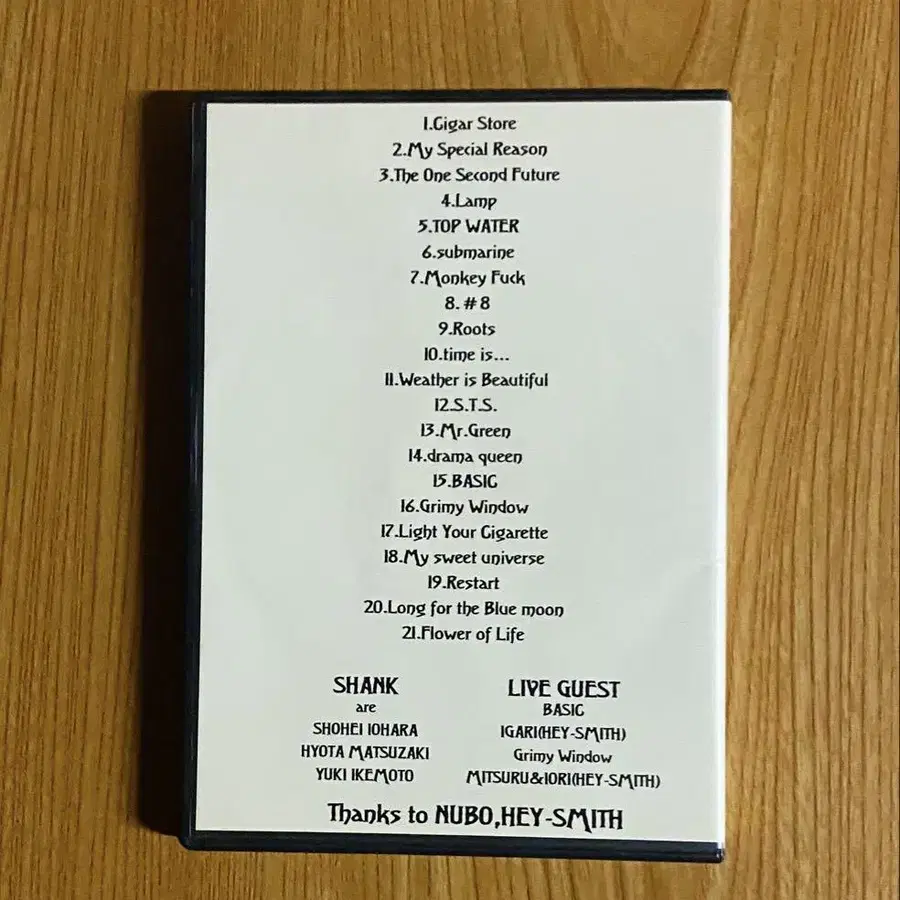 1.Cigar Store
2.My Special Reason
3.The One Second Future
4.Lamp
5.TOP WATER
6.submarine
7.Monkey Fuck
8.#8
9.Roots
10.time is...
11.Weather is Beautiful
12.S.T.S.
13.Mr.Green
14.drama queen
15.BASIC
16.Grimy Window
17.Light Your Cigarette
18.My sweet universe
19.Restart
20.Long for the Blue moon
21.Flower of Life
SHANK
are
SHOHEI IOHARA
HYOTA MATSUZAKI
YUKI IKEMOTO
LIVE GUEST
BASIC
IGARI(HEY-SMITH)
Grimy Window
MITSURU&IORI(HEY-SMITH)
Thanks to NUBO,HEY-SMITH